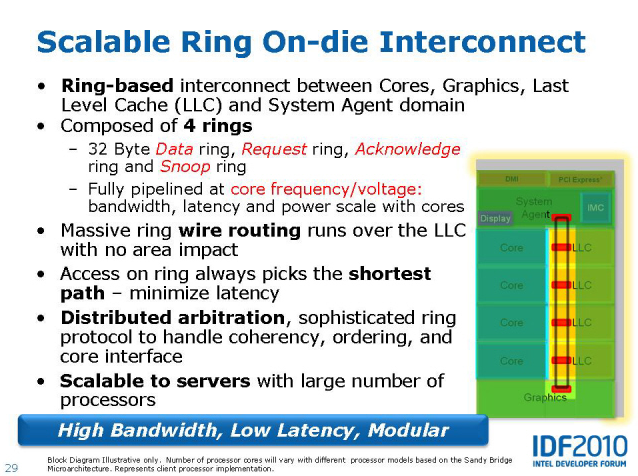 Scalable Ring On-die Interconnect
• Ring-based interconnect between Cores, Graphics, Last
Level Cache (LLC) and System Agent domain
• Composed of 4 rings
– 32 Byte Data ring, Request ring, Acknowledge
ring and Snoop ring
– Fully pipelined at core frequency/voltage:
bandwidth, latency and power scale with cores
• Massive ring wire routing runs over the LLC
with no area impact
• Access on ring always picks the shortest
path – minimize latency
• Distributed arbitration, sophisticated ring
protocol to handle coherency, ordering, and
core interface
• Scalable to servers with large number of
processors
DMI
PCI Express*
System
Agent
IMC
Display
Core
LLC
Core
LLC
Core
LLC
Core
LLC
Graphics
High Bandwidth, Low Latency, Modular
29
Block Diagram Illustrative only. Number of processor cores will vary with different processor models based on the Sandy Bridge
Microarchitecture. Represents client processor implementation.
IDF2010
INTEL DEVELOPER FORUM